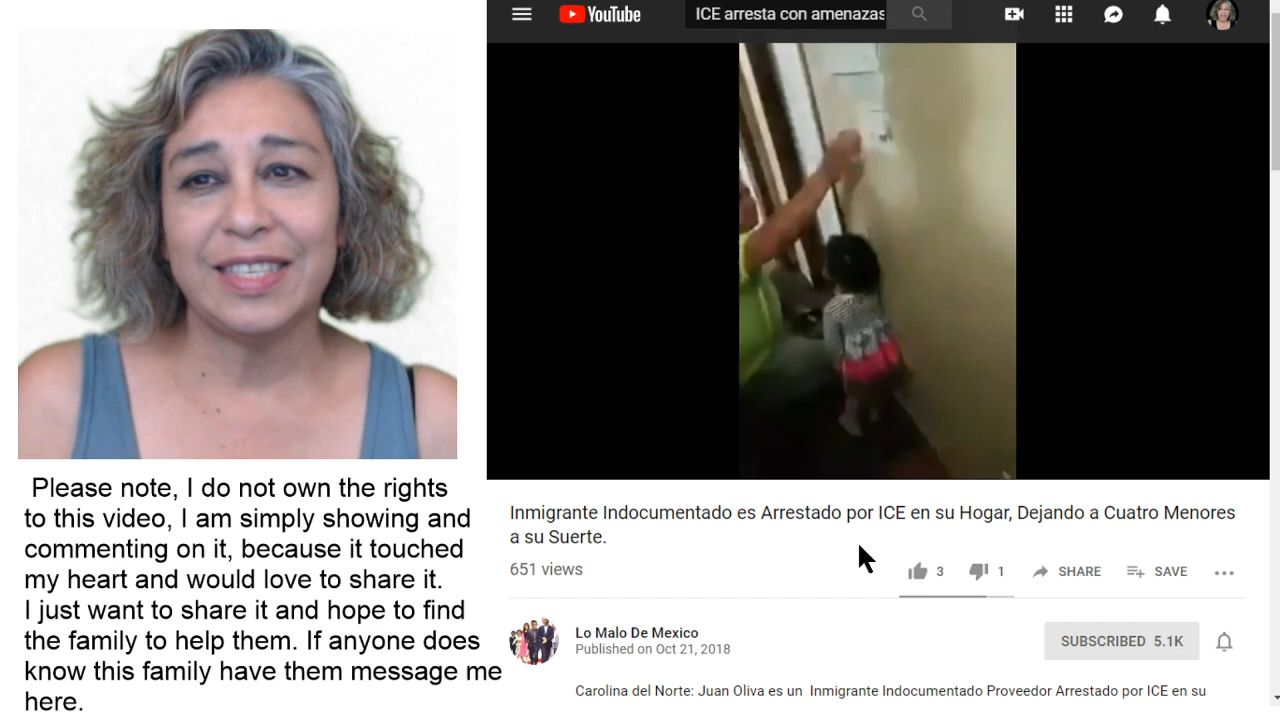 YouTube
ICE arresta con amenazas
Please note, I do not own the rights
to this video, I am simply showing and
commenting on it, because it touched
my heart and would love to share it.
I just want to share it and hope to find
the family to help them. If anyone does
know this family have them message me
here.
Inmigrante Indocumentado es Arrestado por ICE en su Hogar, Dejando a Cuatro Menores
a su Suerte.
651 views
3 1 SHARE SAVE
Lo Malo De Mexico
Published on Oct 21, 2018
SUBSCRIBED 5.1K
Carolina del Norte: Juan Oliva es un Inmigrante Indocumentado Proveedor Arrestado por ICE en su